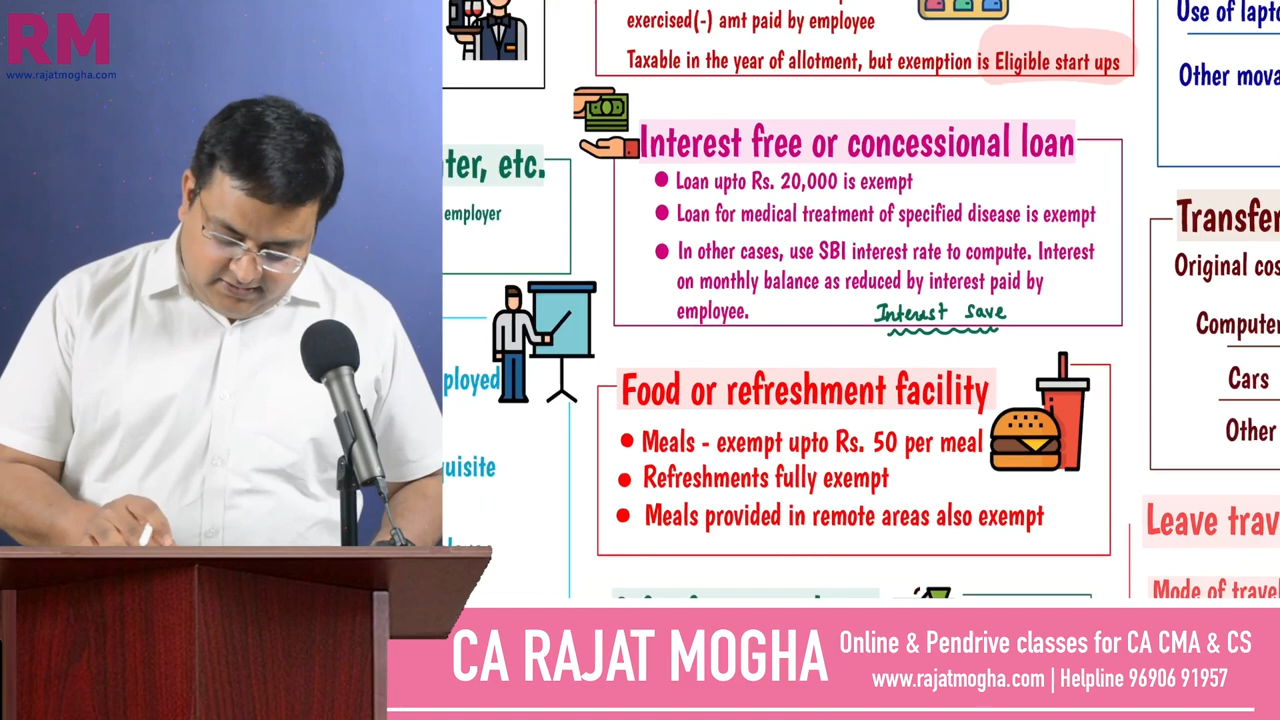 RM
www.rajatmogha.com
exercised(-) amt paid by employee
Taxable in the year of allotment, but exemption is Eligible start ups
Interest free or concessional loan
Loan upto Rs. 20,000 is exempt
Loan for medical treatment of specified disease is exempt
In other cases, use SBI interest rate to compute. Interest
on monthly balance as reduced by interest paid by
employee.
Interest save
Food or refreshment facility
Meals - exempt upto Rs. 50 per meal
Refreshments fully exempt
Meals provided in remote areas also exempt
ter, etc.
employer
ployed
uisite
Use of lapto
Other mova
Transfer
Original cos
Computer
Cars
Other
Leave trav
Mode of travel
CA RAJAT MOGHA
Online & Pendrive classes for CA CMA & CS
www.rajatmogha.com | Helpline 96906 91957